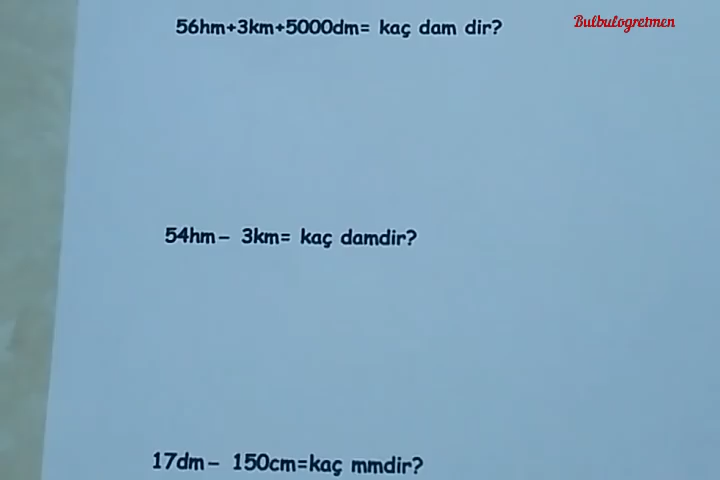 56hm+3km+5000dm= kaç dam dir?
Bulbulogretmen
54hm– 3km= kaç damdir?
17dm– 150cm=kaç mmdir?